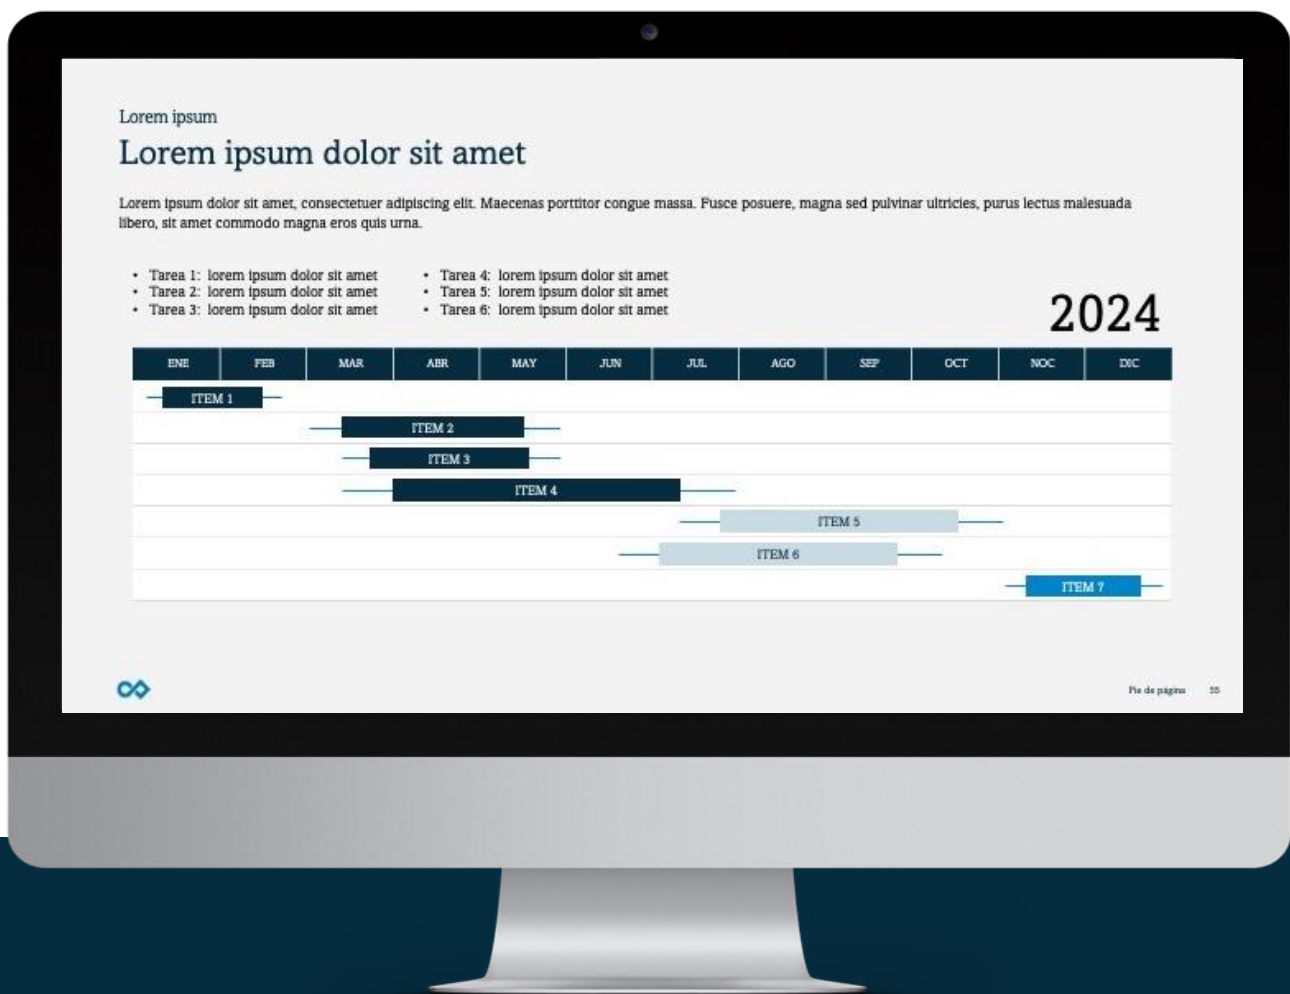 Lorem ipsum
Lorem ipsum dolor sit amet
Lorem ipsum dolor sit amet, consectetuer adipiscing elit. Maecenas porttitor congue massa. Fusce posuere, magna sed pulvinar ultricies, purus lectus malesuada
libero, sit amet commodo magna eros quis urna.
• Tarea 1: lorem ipsum dolor sit amet
• Tarea 2: lorem ipsum dolor sit amet
• Tarea 3: lorem ipsum dolor sit amet
• Tarea 4: lorem ipsum dolor sit amet
• Tarea 5: lorem ipsum dolor sit amet
• Tarea 6: lorem ipsum dolor sit amet
2024
ENE FEB MAR ABR MAY JUN JUL AGO SEP OCT NOC DIC
ITEM 1
ITEM 2
ITEM 3
ITEM 4
ITEM 5
ITEM 6
ITEM 7
Pie de página 55